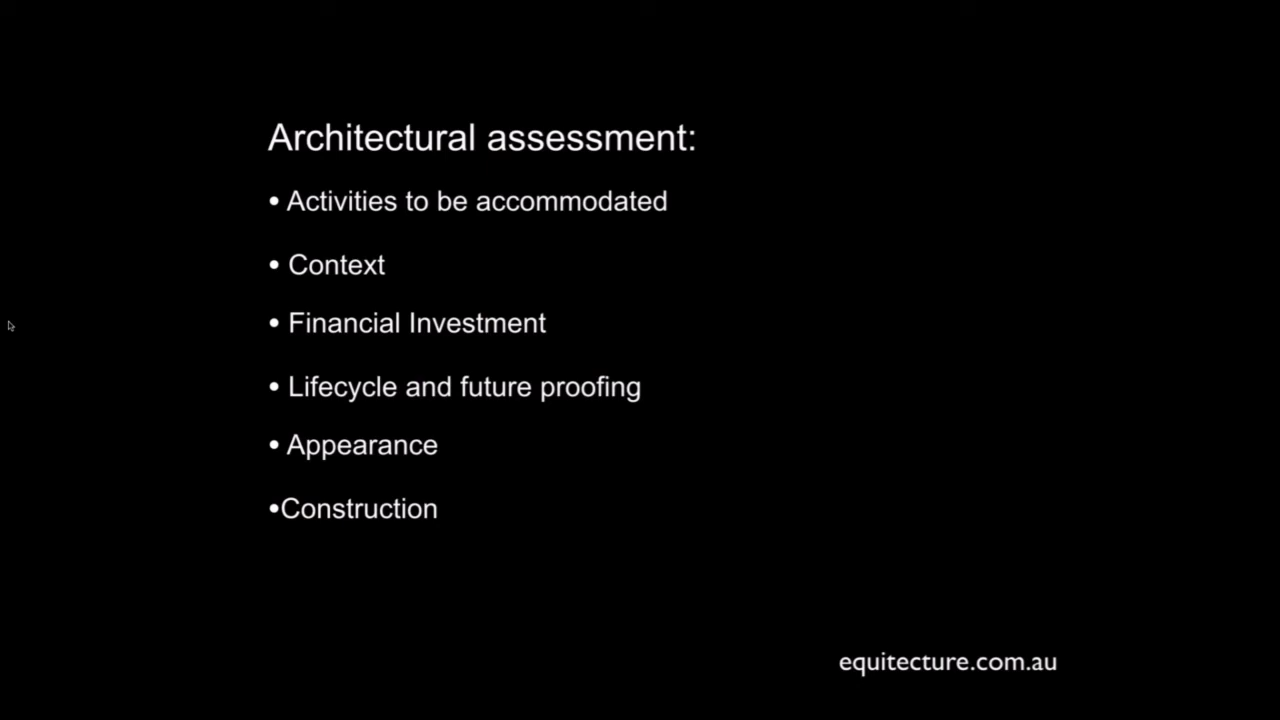 Architectural assessment:
• Activities to be accommodated
• Context
• Financial Investment
• Lifecycle and future proofing
• Appearance
•Construction
equitecture.com.au